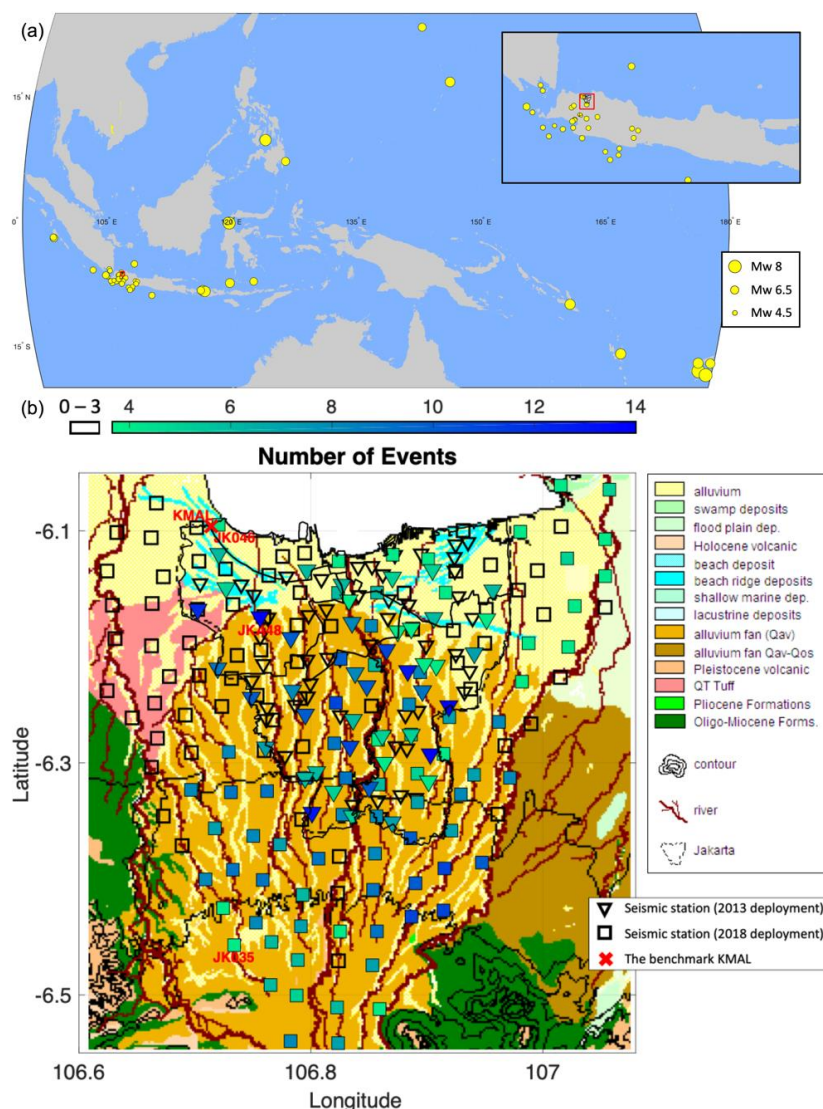 (a)
15°N
0°
105°E
120°E
135°E
150°E
165°E
180°E
15°S
Mw 8
Mw 6.5
Mw 4.5
(b)
0 – 3
4
6
8
10
12
14
Number of Events
KMAL
JK046
JK035
-6.1
-6.3
-6.5
Latitude
106.6
106.8
107
Longitude
alluvium
swamp deposits
flood plain dep.
Holocene volcanic
beach deposit
beach ridge deposits
shallow marine dep.
lacustrine deposits
alluvium fan (Qav)
alluvium fan Qav-Qos
Pleistocene volcanic
QT Tuff
Pliocene Formations
Oligo-Miocene Forms.
contour
river
Jakarta
Seismic station (2013 deployment)
Seismic station (2018 deployment)
The benchmark KMAL